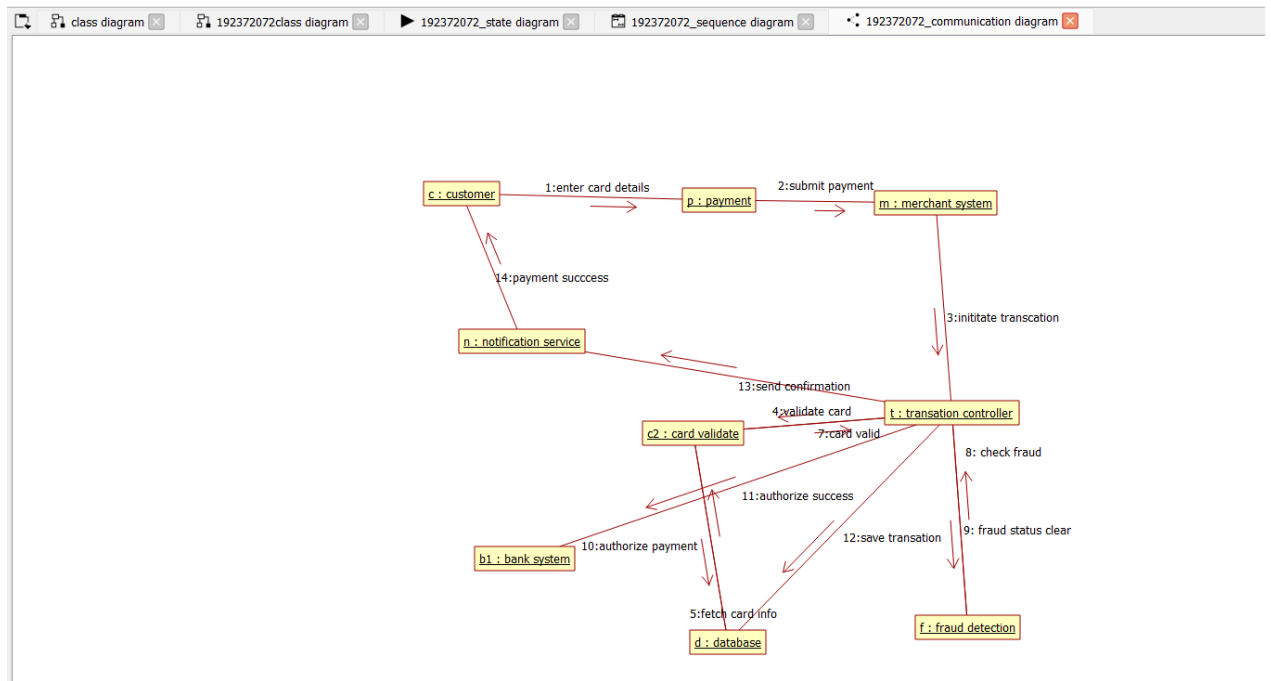 class diagram
192372072class diagram
192372072_state diagram
192372072_sequence diagram
192372072_communication diagram
1:enter card details
2:submit payment
c : customer
p : payment
m : merchant system
14:payment succcess
3:inititate transcation
n : notification service
13:send confirmation
4:validate card
t : transation controller
c2 : card validate
7:card valid
8: check fraud
11:authorize success
9: fraud status clear
12:save transation
10:authorize payment
b1 : bank system
5:fetch card info
f : fraud detection
d : database